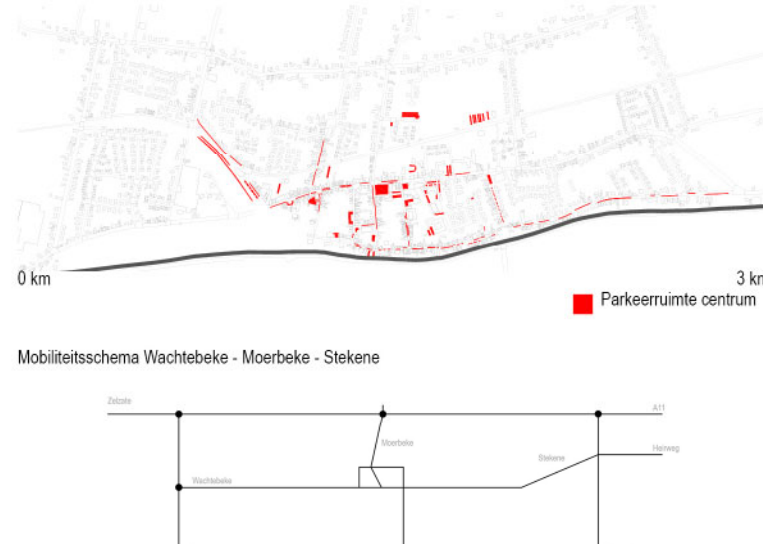 0 km
3 km
Parkeerruimte centrum
Mobiliteitsschema Wachtebeke - Moerbeke - Stekene
Zelzate
A11
Moerbeke
Heirweg
Stekene
Wachtebeke